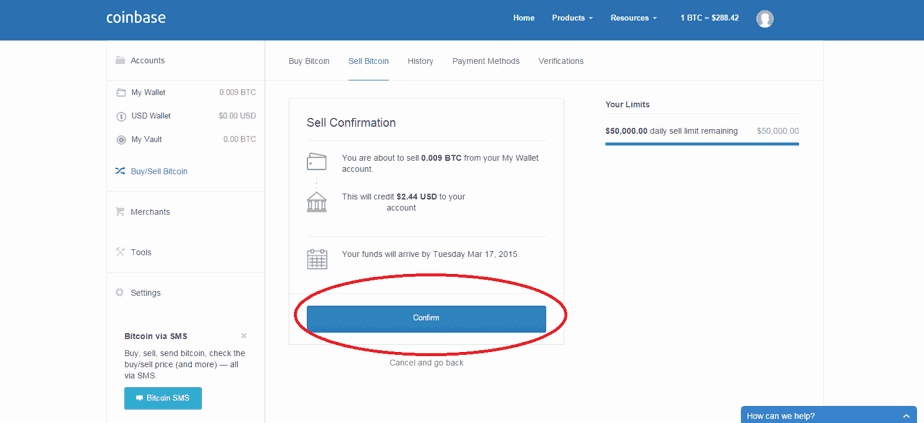 coinbase
Home Products Resources 1 BTC = $288.42
Accounts
My Wallet 0.009 BTC
USD Wallet $0.00 USD
My Vault 0.00 BTC
Buy/Sell Bitcoin
Merchants
Tools
Settings
Bitcoin via SMS ×
Buy, sell, send bitcoin, check the
buy/sell price (and more) — all
via SMS.
Bitcoin SMS
Buy Bitcoin Sell Bitcoin History Payment Methods Verifications
Sell Confirmation
You are about to sell 0.009 BTC from your My Wallet
account.
This will credit $2.44 USD to your
account
Your funds will arrive by Tuesday Mar 17, 2015.
Confirm
Cancel and go back
Your Limits
$50,000.00 daily sell limit remaining $50,000.00
How can we help?